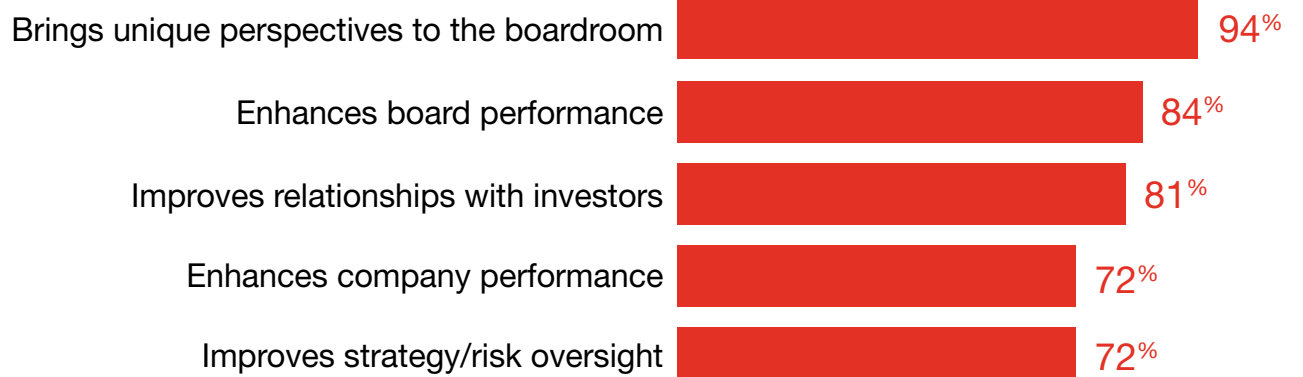 Brings unique perspectives to the boardroom 94%
Enhances board performance 84%
Improves relationships with investors 81%
Enhances company performance 72%
Improves strategy/risk oversight 72%